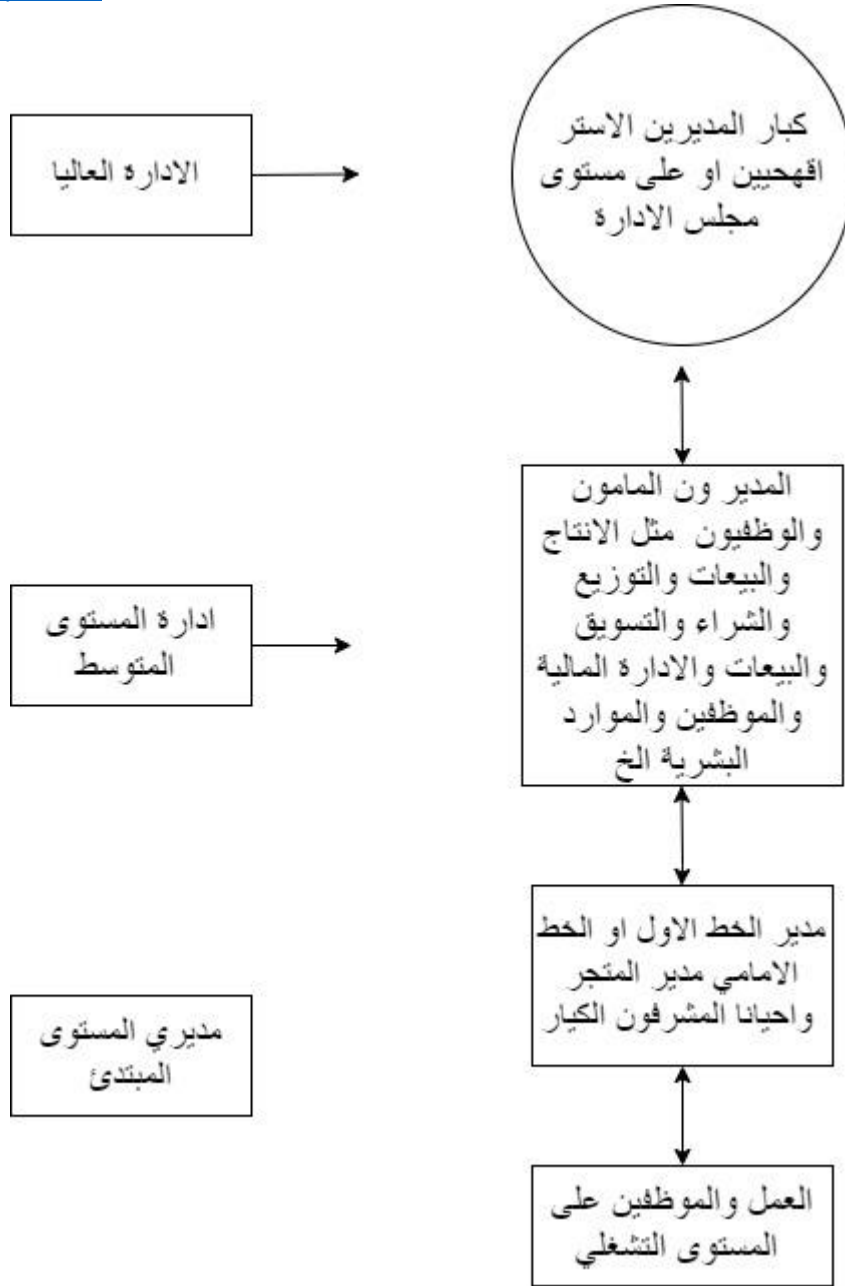 كبار المديرين الاستر
اقهحيين او على مستوى
مجلس الادارة
الادارة العاليا
المدير ون المامون
والوظفيون مثل الانتاج
والبيعات والتوزيع
والشراء والتسويق
والبيعات والادارة المالية
والموظفين والموارد
البشرية الخ
ادارة المستوى
المتوسط
مدير الخط الاول او الخط
الامامي مدير المتجر
واحيانا المشرفون الكيار
مديري المستوى
المبتدئ
العمل والموظفين على
المستوى التشغلي